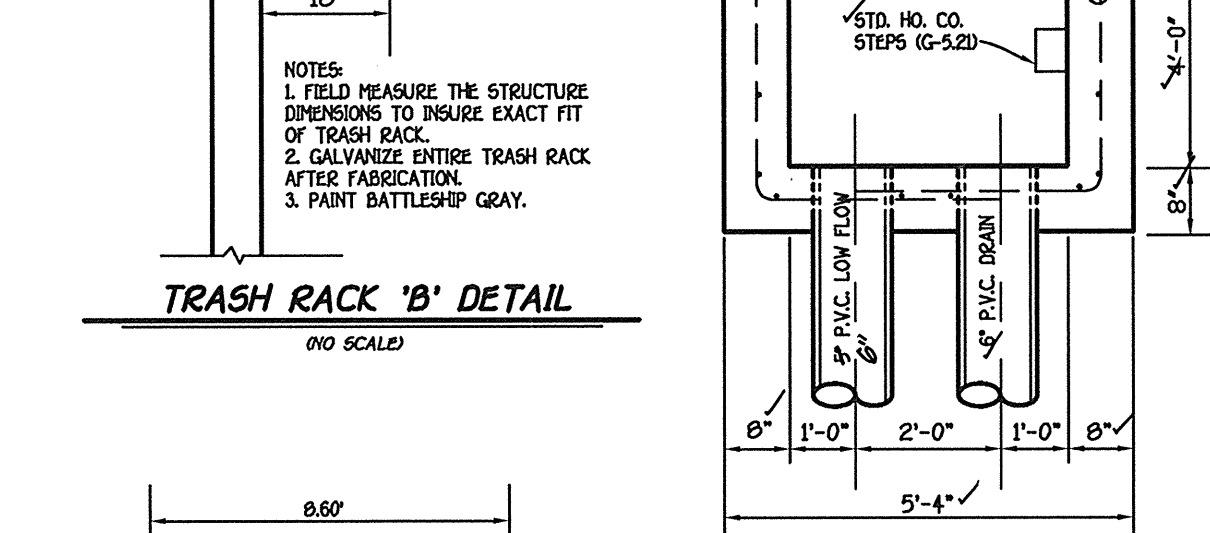 NOTES:
1. FIELD MEASURE THE STRUCTURE
DIMENSIONS TO INSURE EXACT FIT
OF TRASH RACK.
2. GALVANIZE ENTIRE TRASH RACK
AFTER FABRICATION.
3. PAINT BATTLESHIP GRAY.
TRASH RACK 'B' DETAIL
(NO SCALE)
8.60'
STD. HO. CO.
STEPS (G-5.21)
4'-0"
8"
P.V.C. LOW FLOW
6"
6" P.V.C. DRAIN
8"
1'-0"
2'-0"
1'-0"
8"
5'-4"